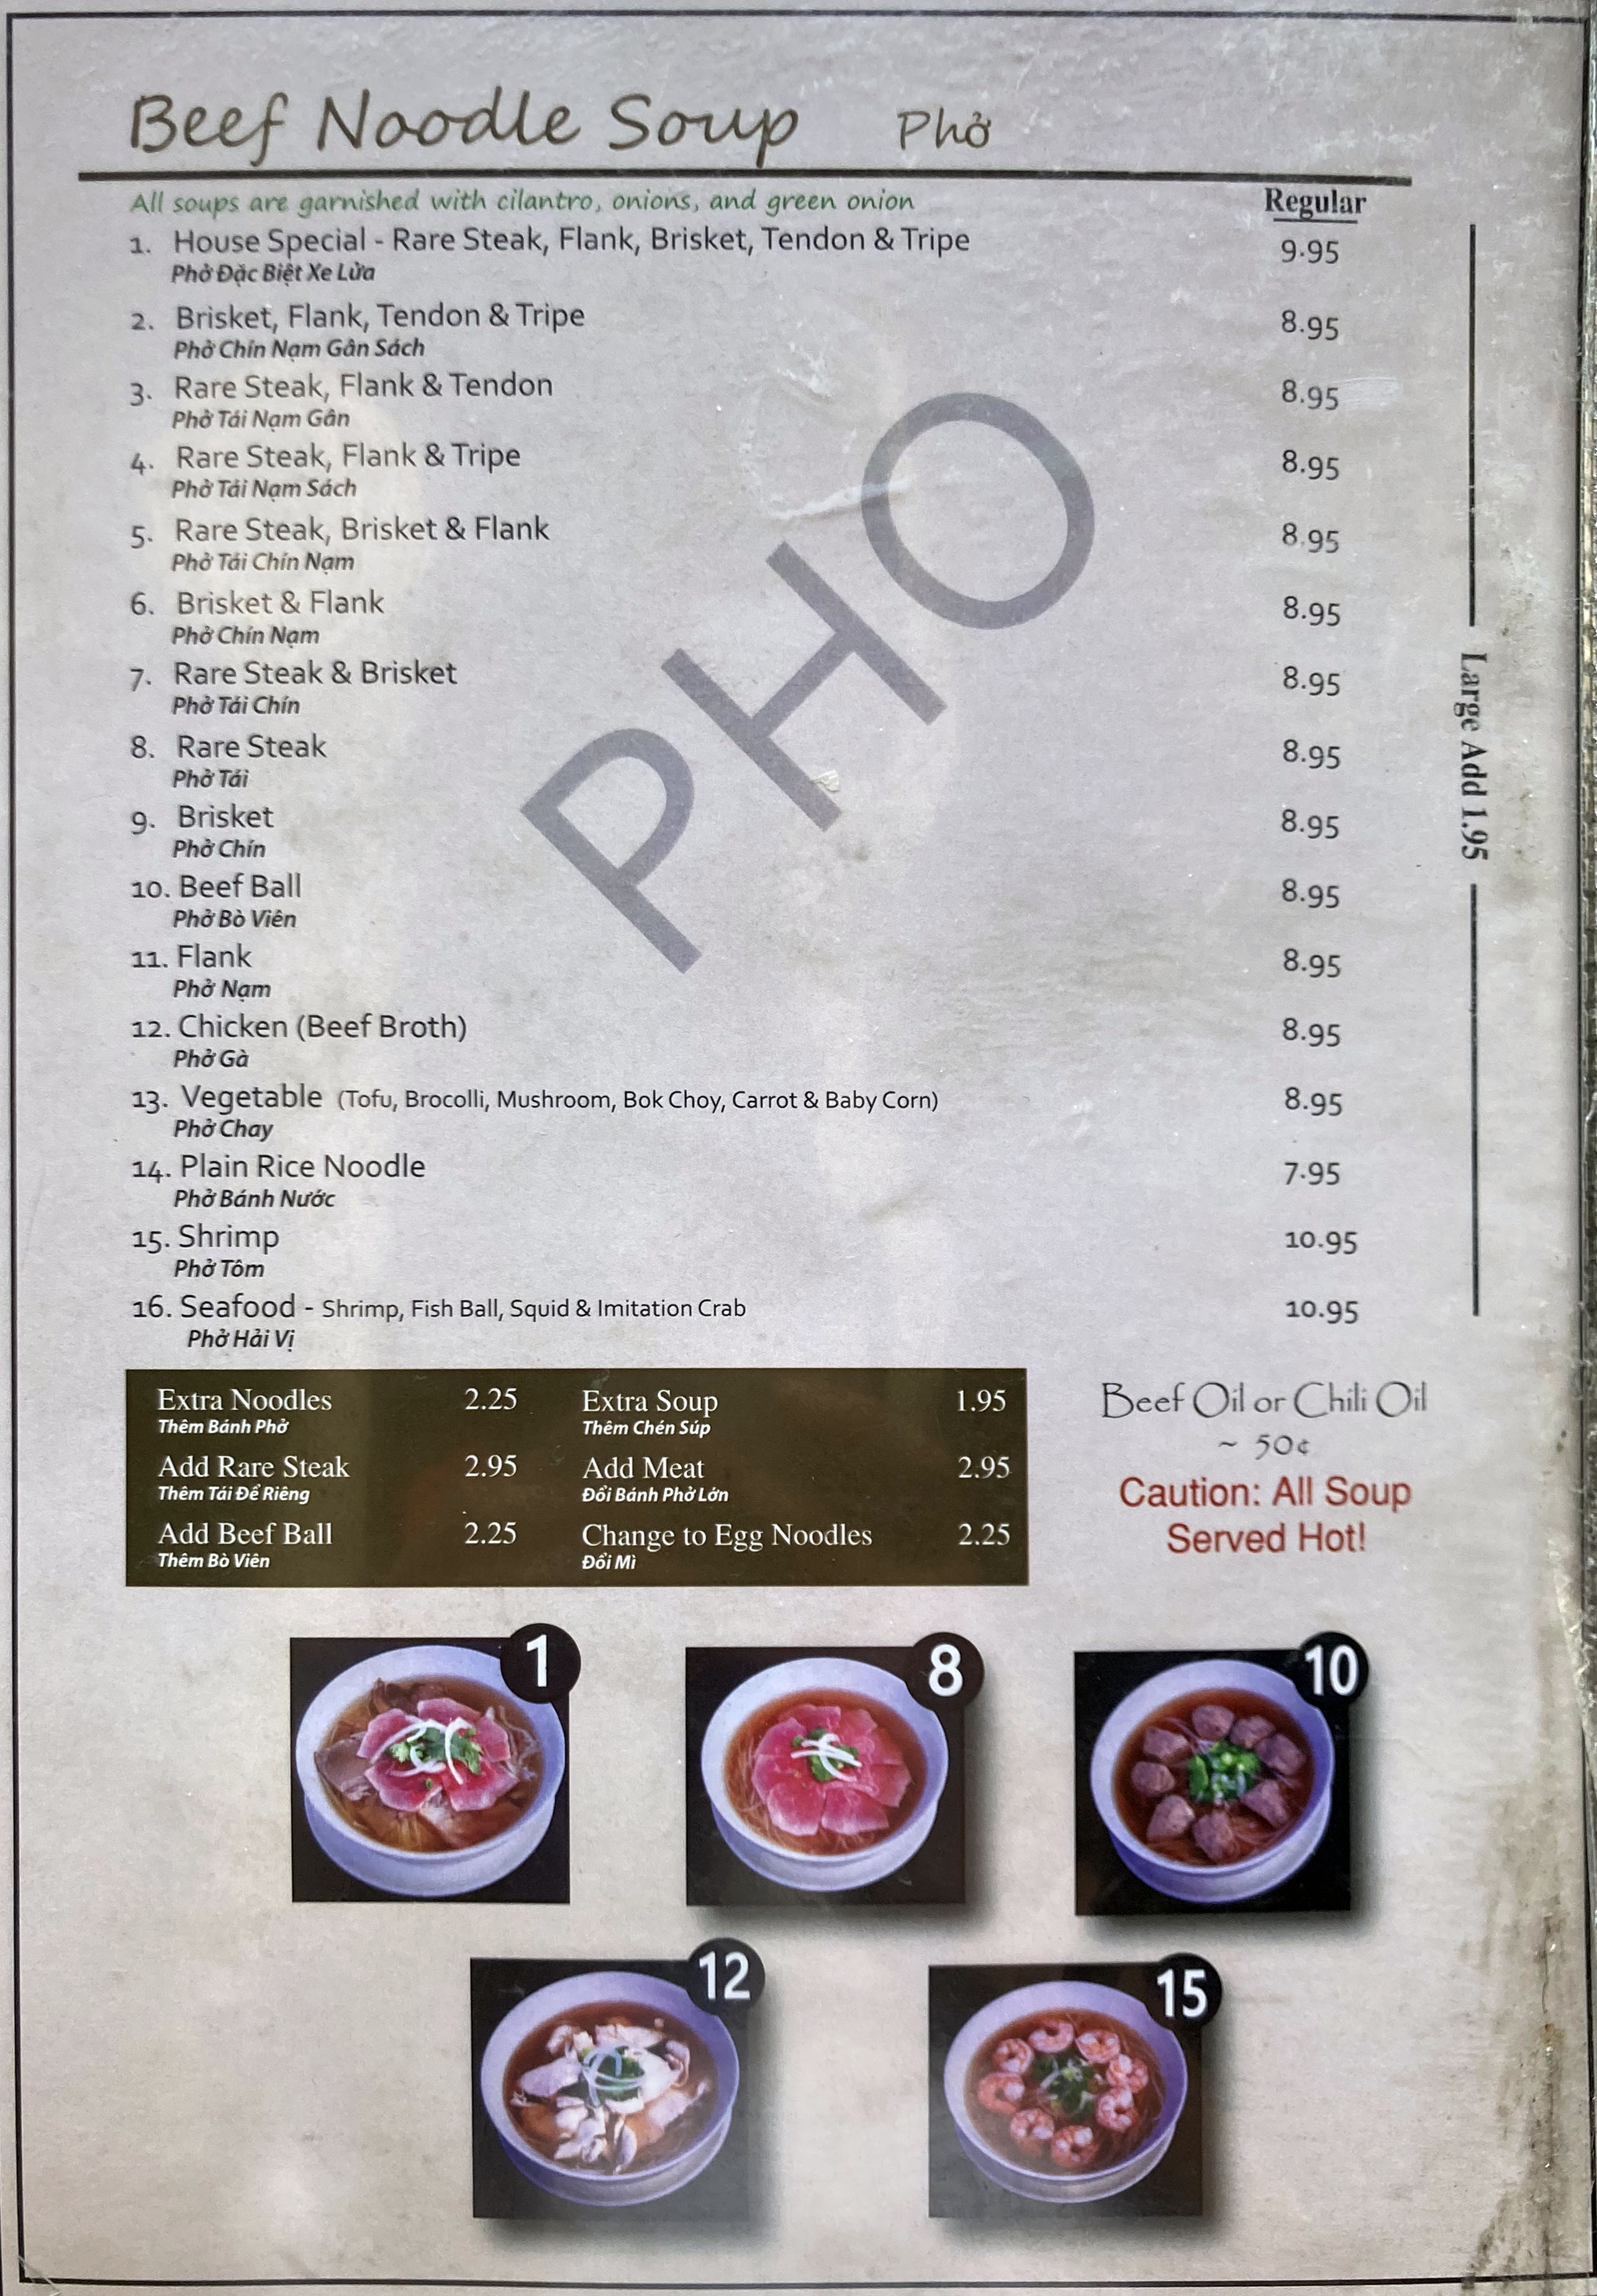 Beef Noodle Soup Phở
All soups are garnished with cilantro, onions, and green onion Regular
1. House Special - Rare Steak, Flank, Brisket, Tendon & Tripe 9.95
Phở Đặc Biệt Xe Lửa
2. Brisket, Flank, Tendon & Tripe 8.95
Phở Chín Nạm Gân Sách
3. Rare Steak, Flank & Tendon 8.95
Phở Tái Nạm Gân
4. Rare Steak, Flank & Tripe 8.95
Phở Tái Nạm Sách
5. Rare Steak, Brisket & Flank 8.95
Phở Tái Chín Nạm
6. Brisket & Flank 8.95
Phở Chín Nạm
7. Rare Steak & Brisket 8.95
Phở Tái Chín
8. Rare Steak 8.95
Phở Tái
9. Brisket 8.95
Phở Chín
10. Beef Ball 8.95
Phở Bò Viên
11. Flank 8.95
Phở Nạm
12. Chicken (Beef Broth) 8.95
Phở Gà
13. Vegetable (Tofu, Brocolli, Mushroom, Bok Choy, Carrot & Baby Corn) 8.95
Phở Chay
14. Plain Rice Noodle 7.95
Phở Bánh Nước
15. Shrimp 10.95
Phở Tôm
16. Seafood - Shrimp, Fish Ball, Squid & Imitation Crab 10.95
Phở Hải Vị
Large Add 1.95
PHO
Extra Noodles 2.25 Extra Soup 1.95
Thêm Bánh Phở Thêm Chén Súp
Add Rare Steak 2.95 Add Meat 2.95
Thêm Tái Để Riêng Đổi Bánh Phở Lớn
Add Beef Ball 2.25 Change to Egg Noodles 2.25
Thêm Bò Viên Đổi Mì
Beef Oil or Chili Oil
~ 50¢
Caution: All Soup
Served Hot!
1 8 10
12 15